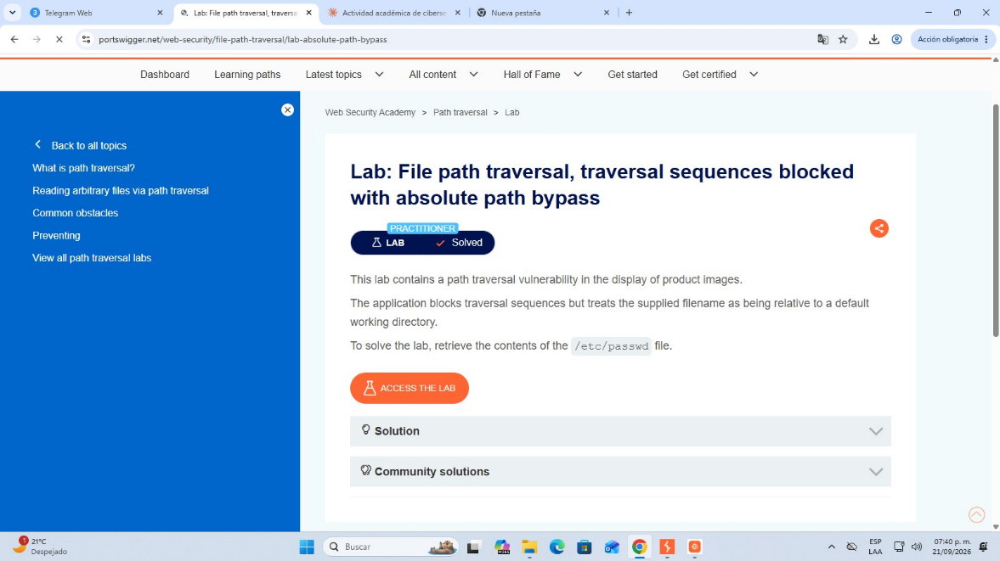 Telegram Web
Lab: File path traversal, traversa
Actividad académica de ciberse
Nueva pestaña
portswigger.net/web-security/file-path-traversal/lab-absolute-path-bypass
Acción obligatoria
Dashboard
Learning paths
Latest topics
All content
Hall of Fame
Get started
Get certified
Back to all topics
What is path traversal?
Reading arbitrary files via path traversal
Common obstacles
Preventing
View all path traversal labs
Web Security Academy > Path traversal > Lab
Lab: File path traversal, traversal sequences blocked
with absolute path bypass
PRACTITIONER
LAB
Solved
This lab contains a path traversal vulnerability in the display of product images.
The application blocks traversal sequences but treats the supplied filename as being relative to a default
working directory.
To solve the lab, retrieve the contents of the /etc/passwd file.
ACCESS THE LAB
Solution
Community solutions
1
21°C
Despejado
Buscar
ESP
LAA
07:40 p. m.
21/09/2026